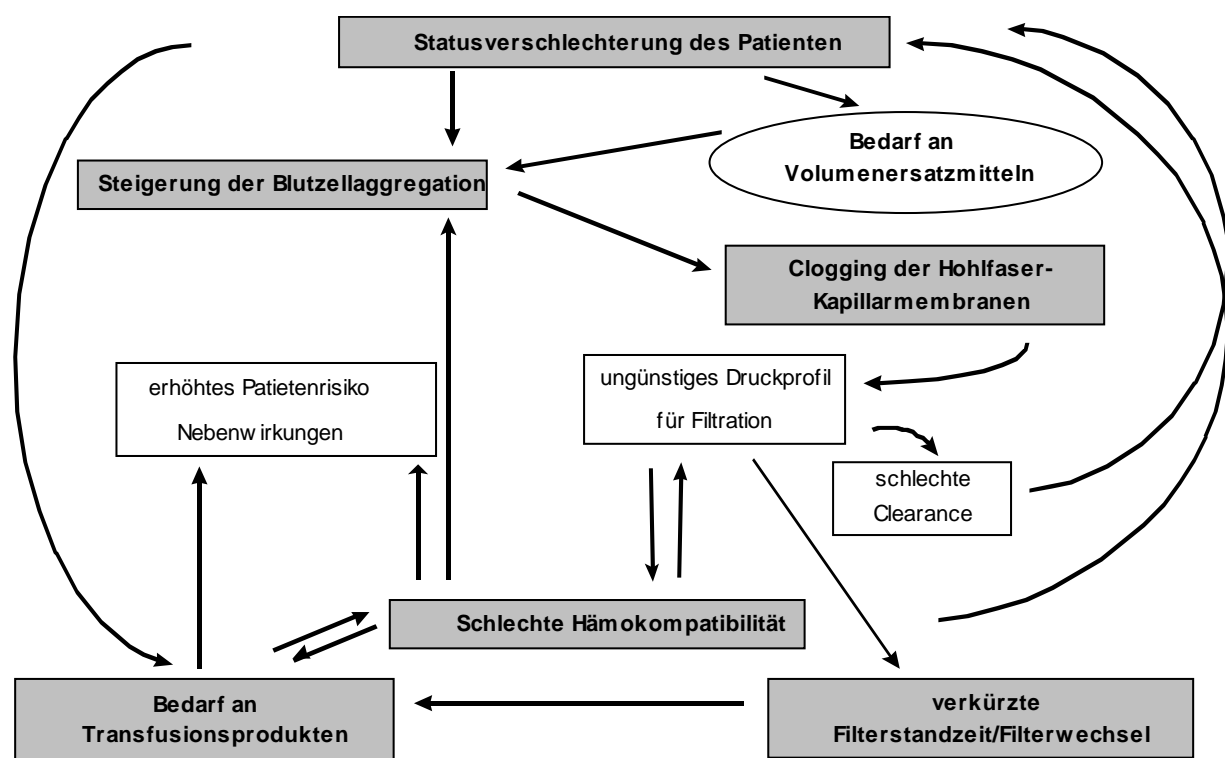 Statusverschlechterung des Patienten
Bedarf an
Volumenersatzmitteln
Steigerung der Blutzellaggregation
Clogging der Hohlfaser-
Kapillarmembranen
erhöhtes Patietenrisiko
Nebenwirkungen
ungünstiges Druckprofil
für Filtration
schlechte
Clearance
Schlechte Hämokompatibilität
Bedarf an
Transfusionsprodukten
verkürzte
Filterstandzeit/Filterwechsel